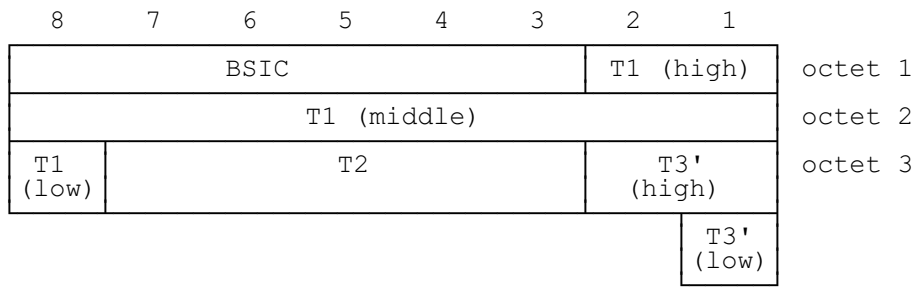 8 7 6 5 4 3 2 1
BSIC T1 (high) octet 1
T1 (middle) octet 2
T1 T2 T3' octet 3
(low) (high)
T3'
(low)